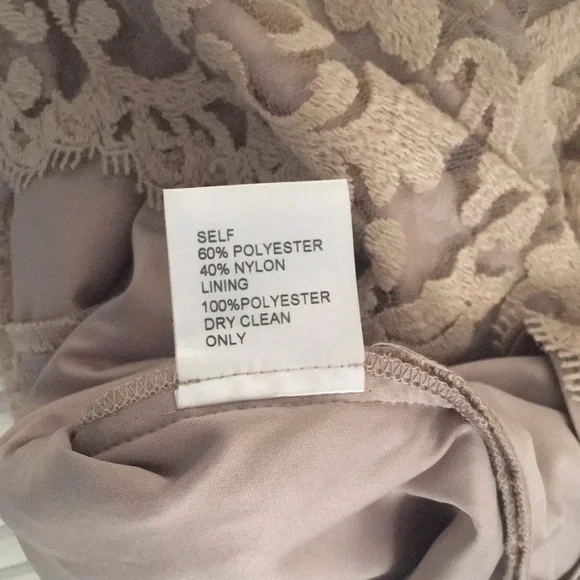 SELF
60% POLYESTER
40% NYLON
LINING
100%POLYESTER
DRY CLEAN
ONLY